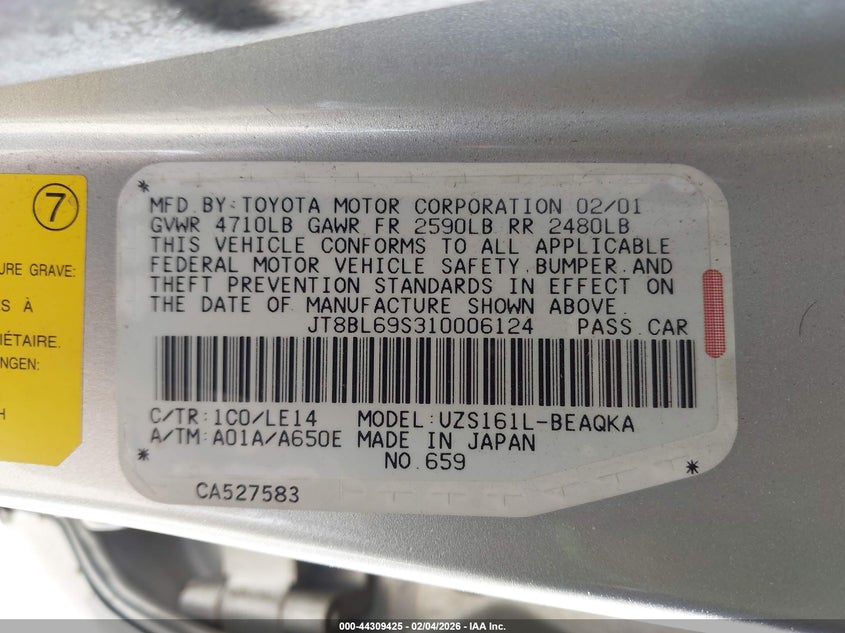 7
URE GRAVE:
S À
IÉTAIRE.
NGEN:
H
MFD. BY: TOYOTA MOTOR CORPORATION 02/01
GVWR 4710LB GAWR FR 2590LB RR 2480LB
THIS VEHICLE CONFORMS TO ALL APPLICABLE
FEDERAL MOTOR VEHICLE SAFETY, BUMPER, AND
THEFT PREVENTION STANDARDS IN EFFECT ON
THE DATE OF MANUFACTURE SHOWN ABOVE.
JT8BL69S310006124 PASS. CAR
C/TR: 1C0/LE14 MODEL: UZS161L-BEAQKA
A/TM: A01A/A650E MADE IN JAPAN
NO. 659
CA527583
000-44309425 - 02/04/2026 - IAA Inc.